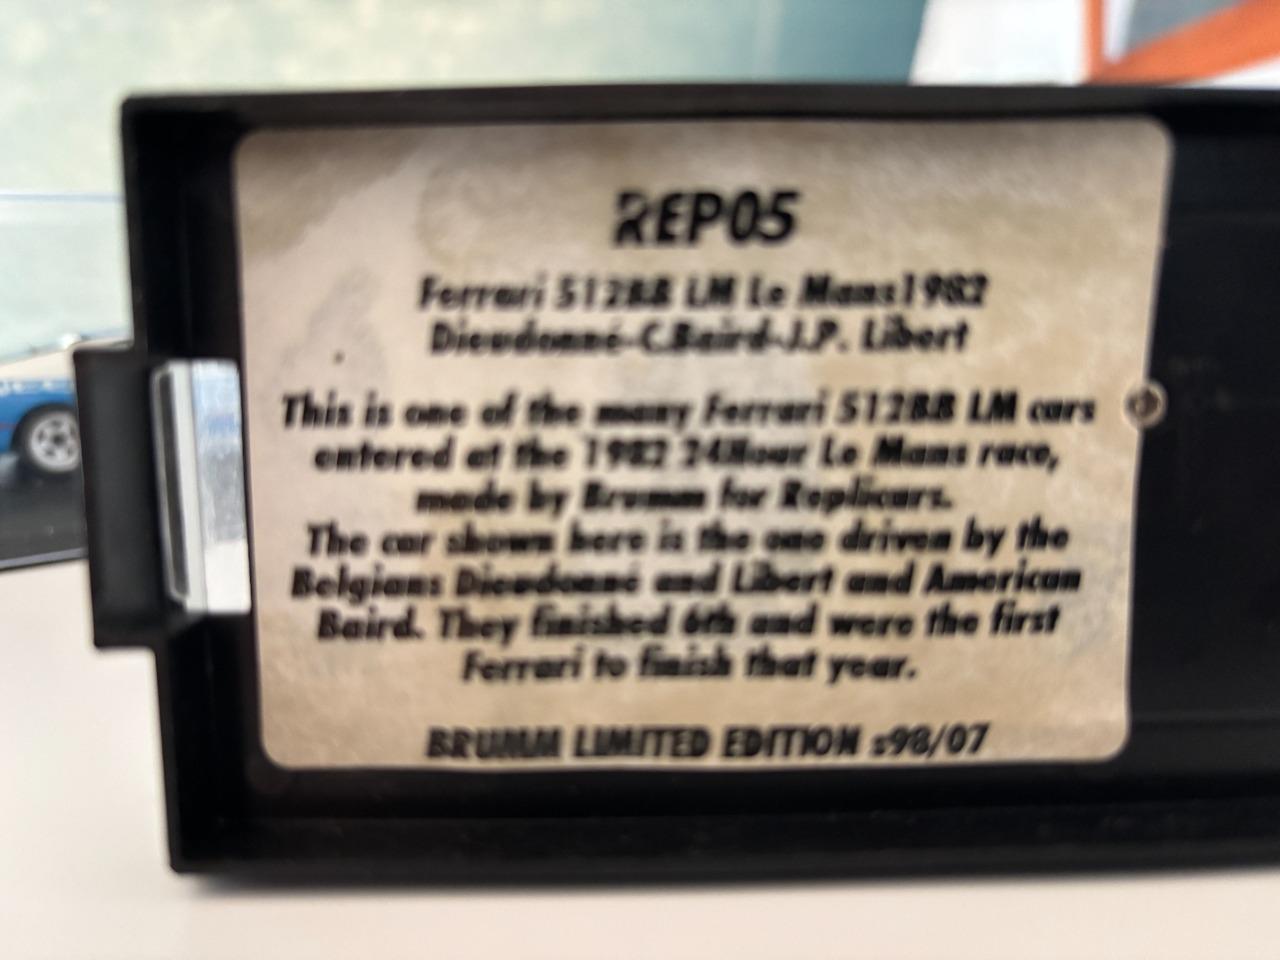 REP05
Ferrari 512BB LM Le Mans1982
Dieudonné-C.Baird-J.P. Libert
This is one of the many Ferrari 512BB LM cars
entered at the 1982 24Hour Le Mans race,
made by Brumm for Replicars.
The car shown here is the one driven by the
Belgians Dieudonné and Libert and American
Baird. They finished 6th and were the first
Ferrari to finish that year.
BRUMM LIMITED EDITION s98/07